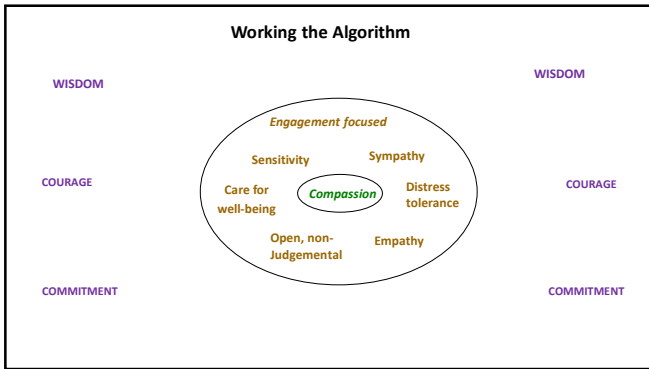 Working the Algorithm
WISDOM
WISDOM
Engagement focused
Sensitivity
Sympathy
COURAGE
Care for
well-being
Compassion
Distress
tolerance
COURAGE
Open, non-
Judgemental
Empathy
COMMITMENT
COMMITMENT